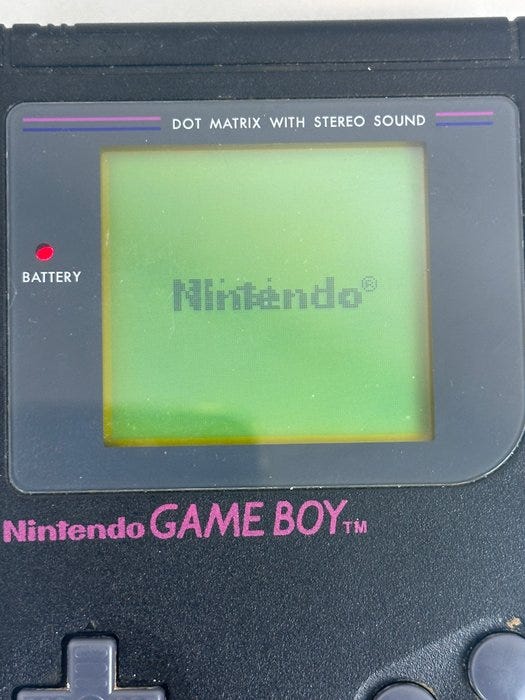 DOT MATRIX WITH STEREO SOUND
BATTERY
Nintendo®
Nintendo GAME BOY™